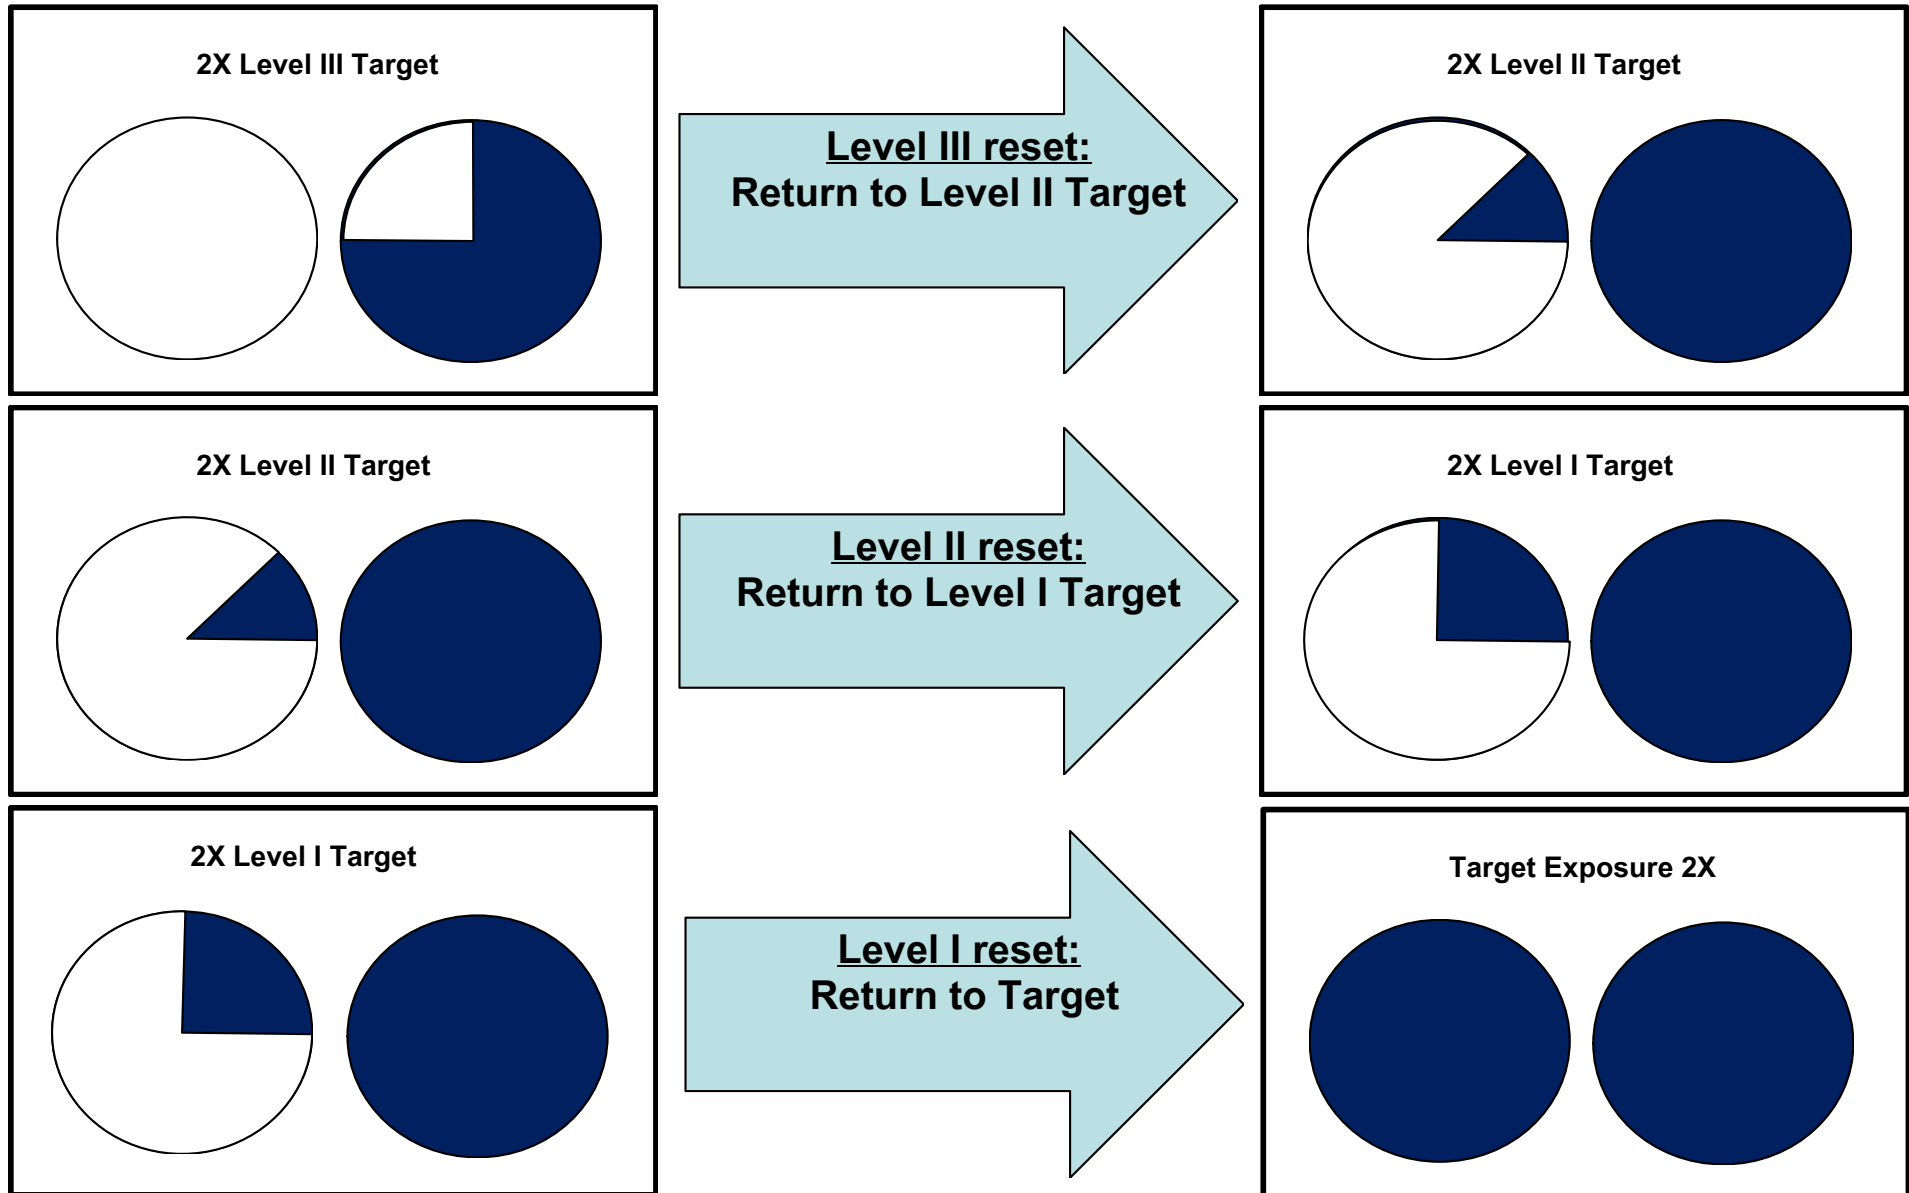 2X Level III Target
Level III reset:
Return to Level II Target
2X Level II Target
2X Level II Target
Level II reset:
Return to Level I Target
2X Level I Target
2X Level I Target
Level I reset:
Return to Target
Target Exposure 2X